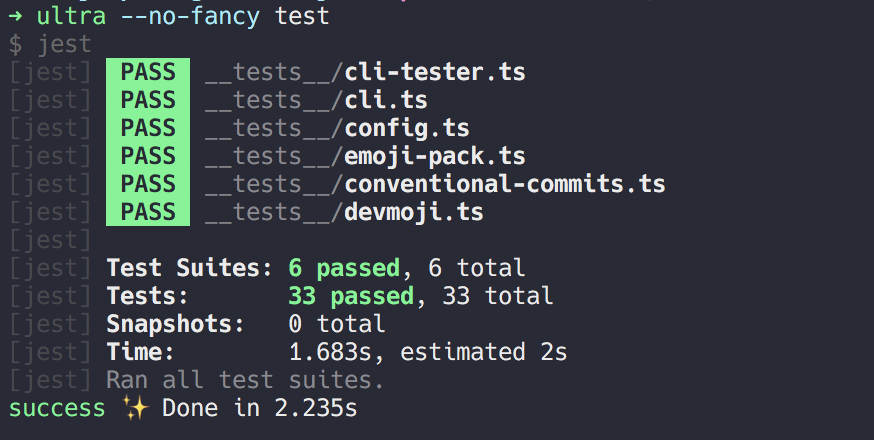 → ultra --no-fancy test
$ jest
[jest] PASS __tests__/cli-tester.ts
[jest] PASS __tests__/cli.ts
[jest] PASS __tests__/config.ts
[jest] PASS __tests__/emoji-pack.ts
[jest] PASS __tests__/conventional-commits.ts
[jest] PASS __tests__/devmoji.ts
[jest]
[jest] Test Suites: 6 passed, 6 total
[jest] Tests: 33 passed, 33 total
[jest] Snapshots: 0 total
[jest] Time: 1.683s, estimated 2s
[jest] Ran all test suites.
success ✨ Done in 2.235s